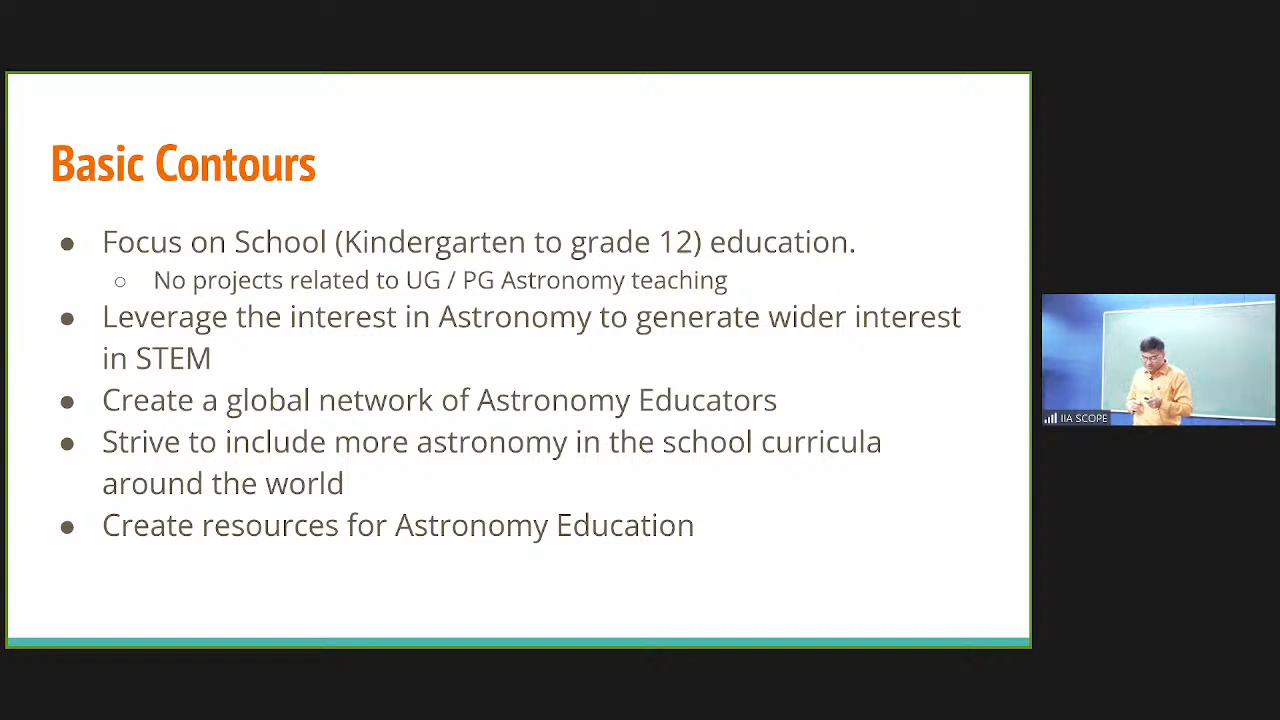 Basic Contours
● Focus on School (Kindergarten to grade 12) education.
○ No projects related to UG / PG Astronomy teaching
● Leverage the interest in Astronomy to generate wider interest
in STEM
● Create a global network of Astronomy Educators
● Strive to include more astronomy in the school curricula
around the world
● Create resources for Astronomy Education
IIA SCOPE